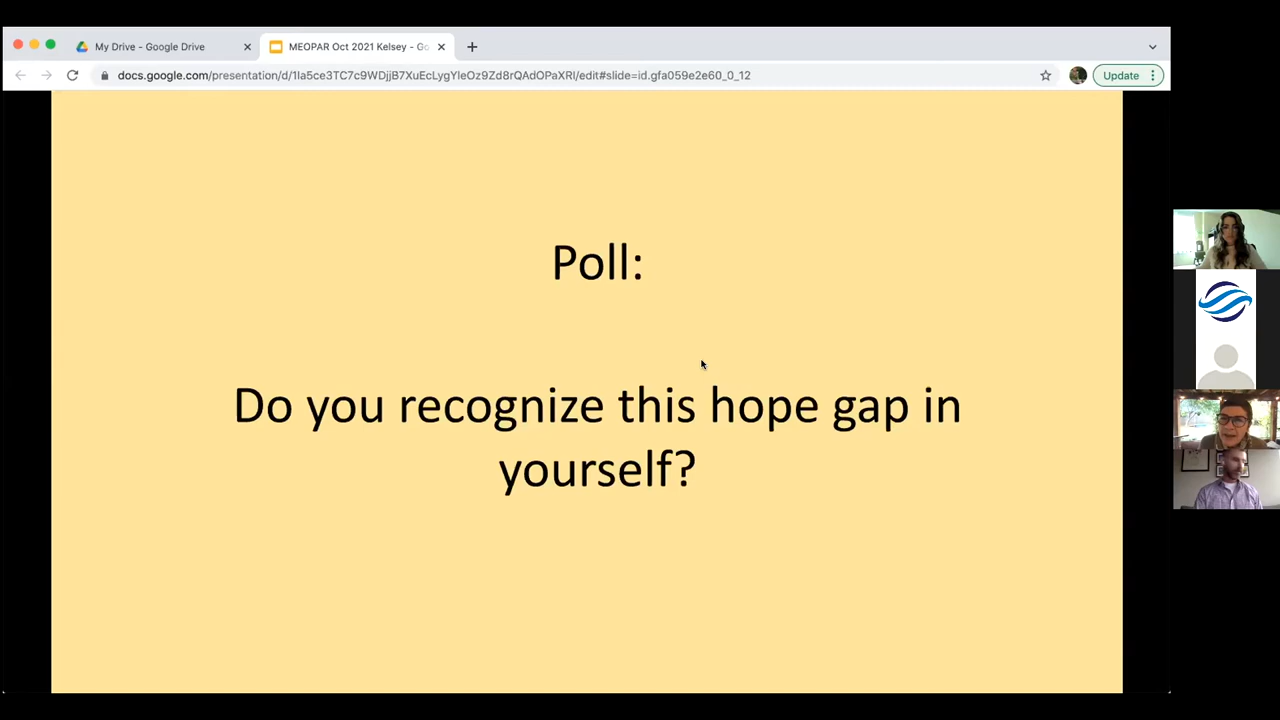 My Drive - Google Drive
MEOPAR Oct 2021 Kelsey - Go
docs.google.com/presentation/d/1Ia5ce3TC7c9WDjjB7XuEcLygYleOz9Zd8rQAdOPaXRI/edit#slide=id.gfa059e2e60_0_12
Update
Poll:
Do you recognize this hope gap in
yourself?